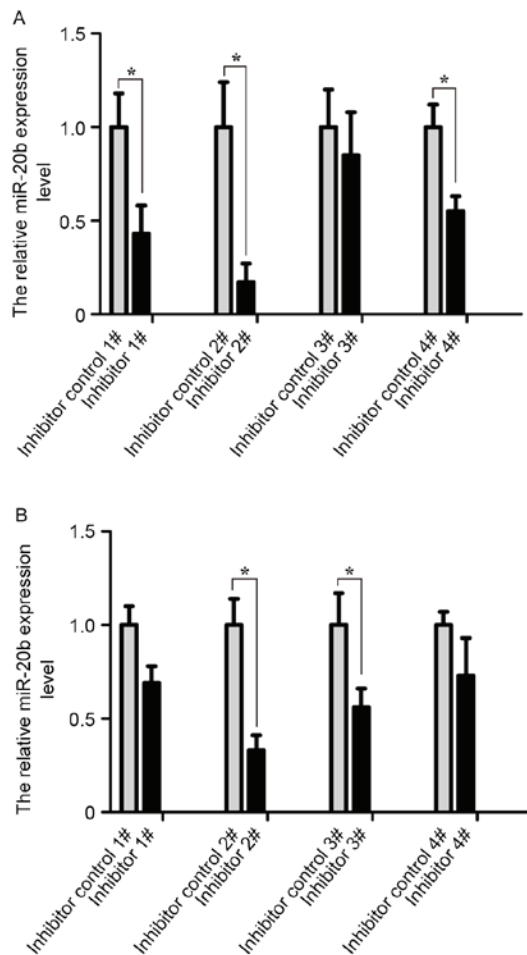 A
The relative miR-20b expression
level
1.5
1.0
0.5
0
*
*
*
Inhibitor control 1#
Inhibitor 1#
Inhibitor control 2#
Inhibitor 2#
Inhibitor control 3#
Inhibitor 3#
Inhibitor control 4#
Inhibitor 4#
B
The relative miR-20b expression
level
1.5
1.0
0.5
0
*
*
Inhibitor control 1#
Inhibitor 1#
Inhibitor control 2#
Inhibitor 2#
Inhibitor control 3#
Inhibitor 3#
Inhibitor control 4#
Inhibitor 4#